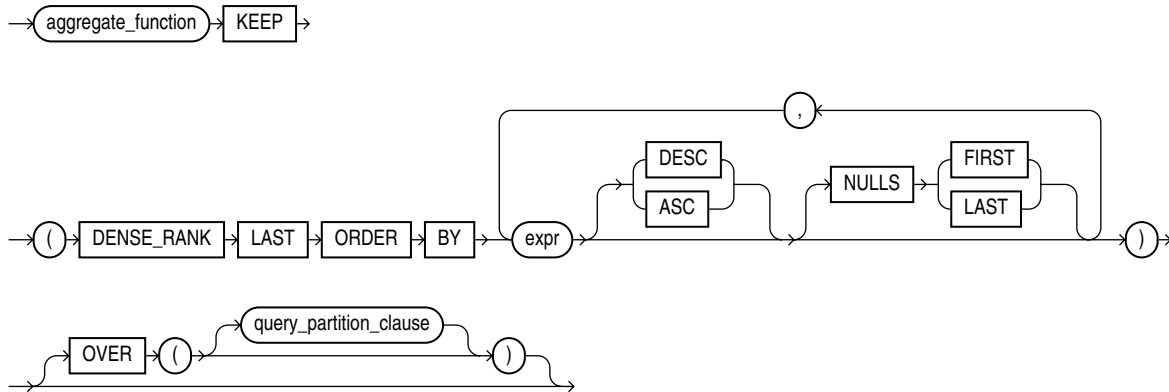 aggregate_function KEEP
,
DESC FIRST
NULLS
ASC LAST
( DENSE_RANK LAST ORDER BY expr )
query_partition_clause
OVER ( )